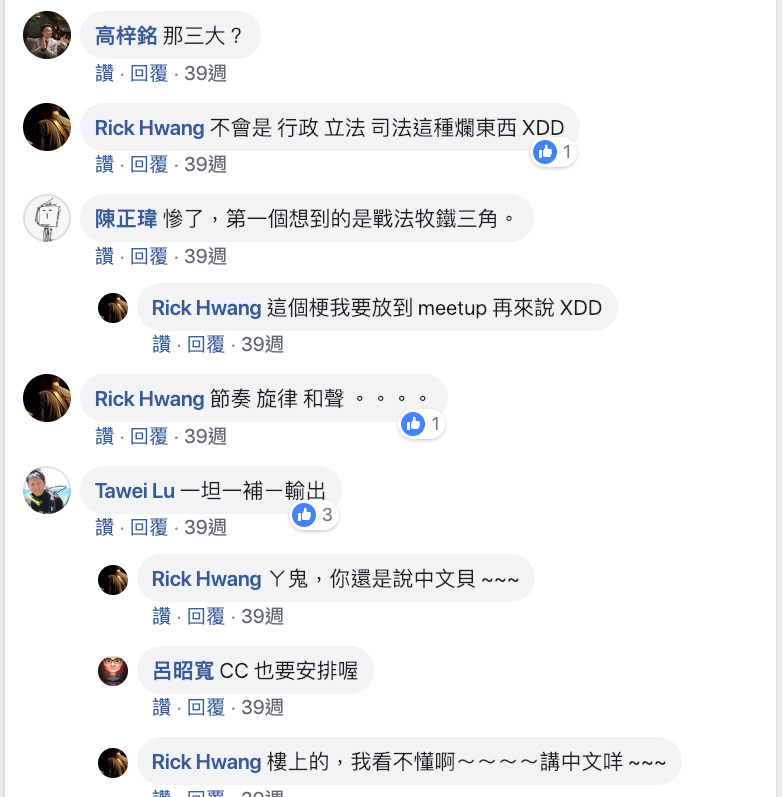 高梓銘 那三大？
讚 · 回覆 · 39週
Rick Hwang 不會是 行政 立法 司法這種爛東西 XDD
1
讚 · 回覆 · 39週
陳正瑋 慘了，第一個想到的是戰法牧鐵三角。
讚 · 回覆 · 39週
Rick Hwang 這個梗我要放到 meetup 再來說 XDD
讚 · 回覆 · 39週
Rick Hwang 節奏 旋律 和聲 。。。。
1
讚 · 回覆 · 39週
Tawei Lu 一坦一補ㄧ輸出
3
讚 · 回覆 · 39週
Rick Hwang ㄚ鬼，你還是說中文貝 ~~~
讚 · 回覆 · 39週
呂昭寬 CC 也要安排喔
讚 · 回覆 · 39週
Rick Hwang 樓上的，我看不懂啊～～～～講中文咩 ~~~
讚 · 回覆 · 39週